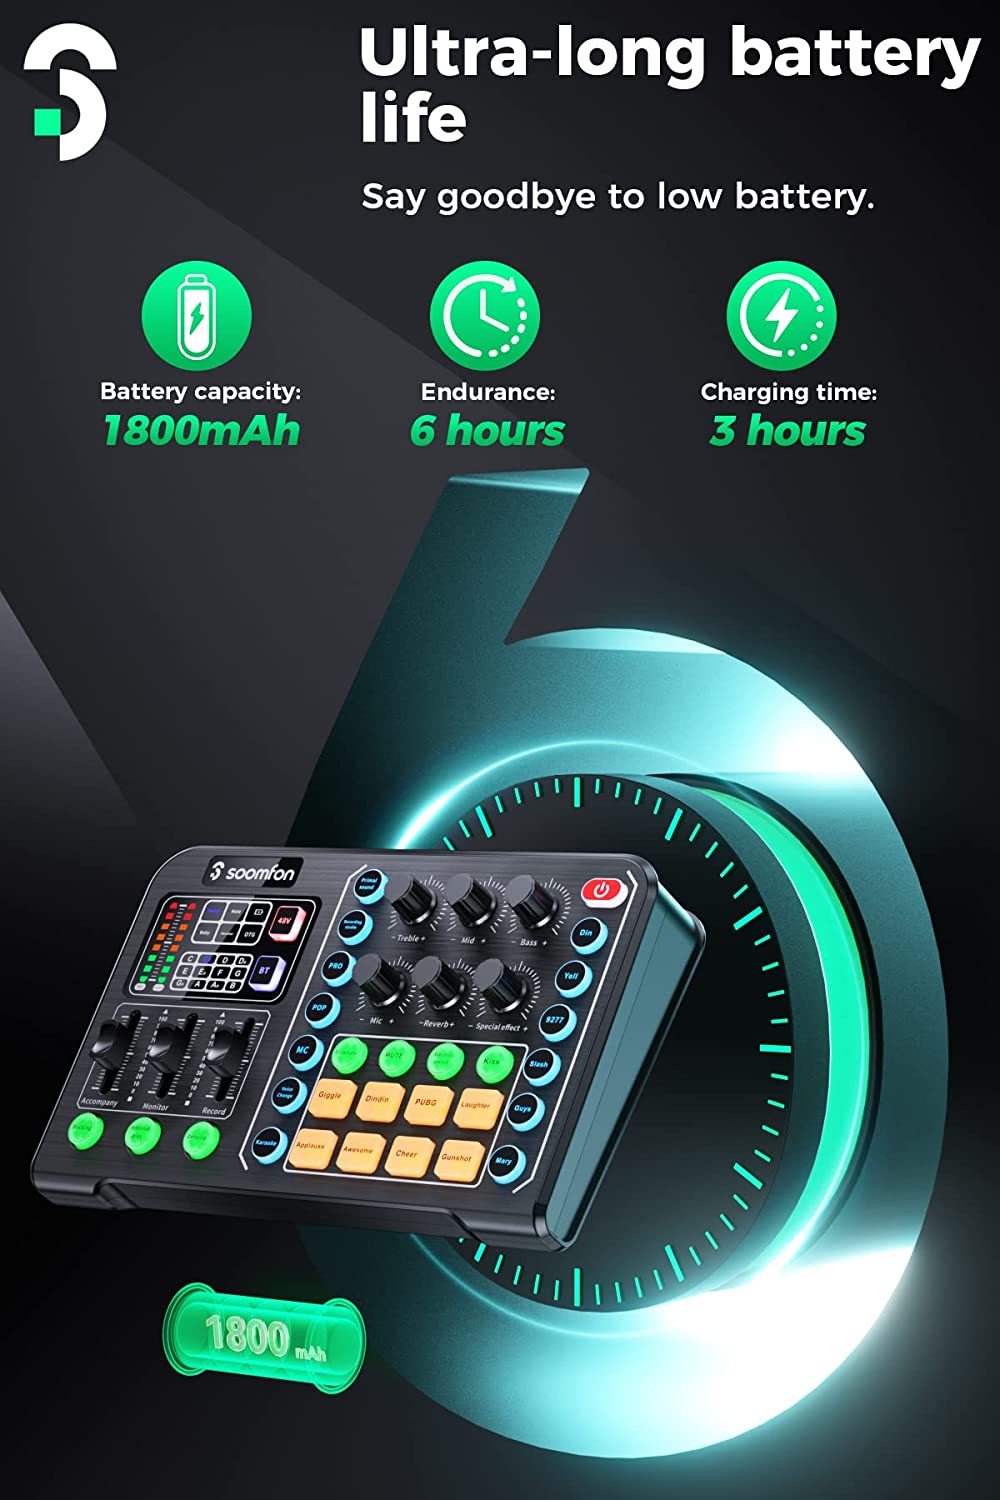 Ultra-long battery
life
Say goodbye to low battery.
Battery capacity:
1800mAh
Endurance:
6 hours
Charging time:
3 hours
6
soomfon
Primal
sound
Recording
studio
PRO
POP
MC
Voice
Change
Karaoke
- Treble +
- Mid +
- Bass +
- Mic +
-Reverb+
- Special effect +
Din
Yell
9277
Slash
Guys
Mary
48V
BT
OTG
Accompany
Monitor
Record
MUTE
Kiss
Giggle
Dindin
PUBG
Laughter
Applause
Awesome
Cheer
Gunshot
1800 mAh